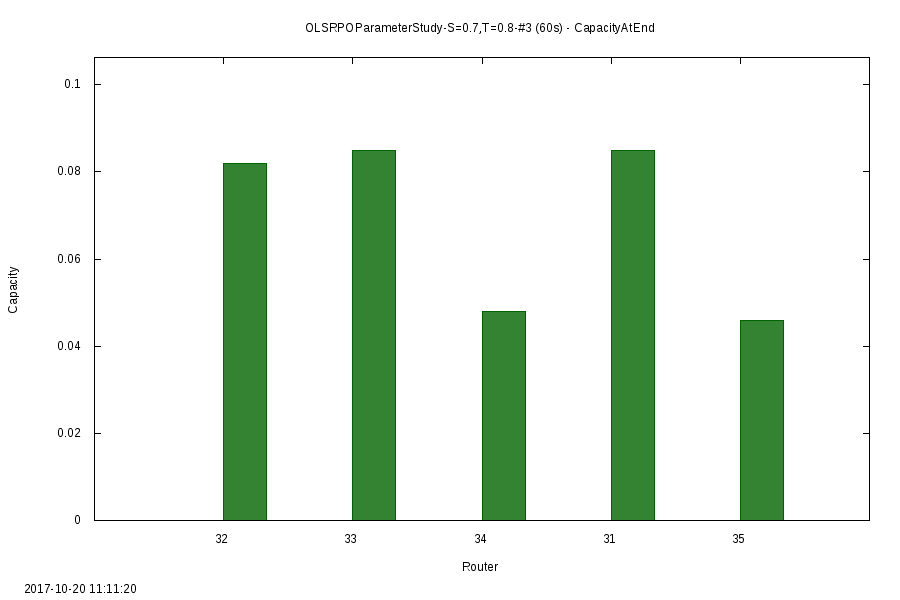 OLSRPOParameterStudy-S=0.7,T=0.8-#3 (60s) - CapacityAtEnd
0.1
0.08
0.06
0.04
0.02
0
Capacity
32 33 34 31 35
Router
2017-10-20 11:11:20